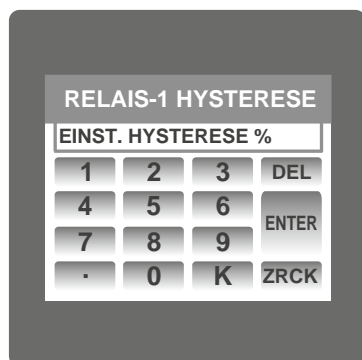 RELAIS-1 HYSTERESE
EINST. HYSTERESE %
1 2 3 DEL
4 5 6 ENTER
7 8 9
. 0 K ZRCK